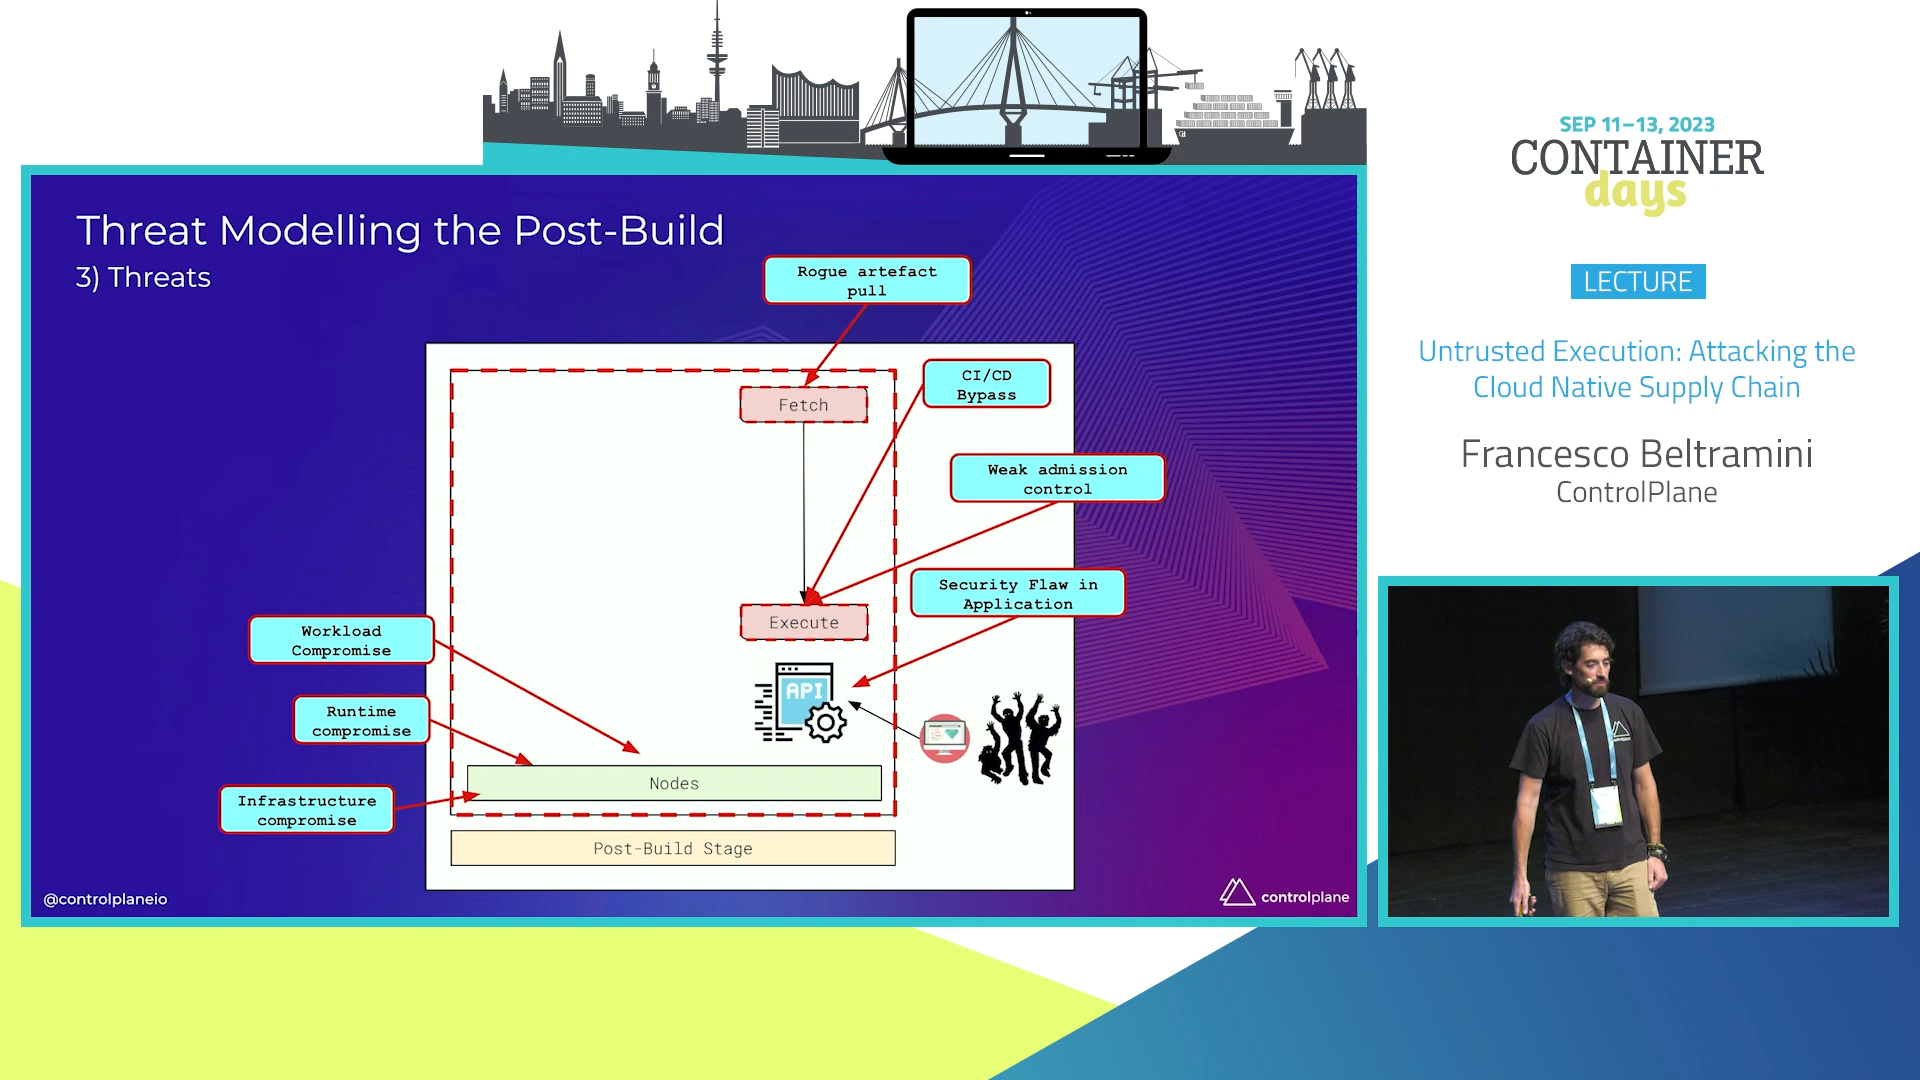 SEP 11–13, 2023
CONTAINER
days
LECTURE
Untrusted Execution: Attacking the
Cloud Native Supply Chain
Francesco Beltramini
ControlPlane
Threat Modelling the Post-Build
3) Threats
Rogue artefact
pull
Fetch
CI/CD
Bypass
Weak admission
control
Security Flaw in
Application
Execute
API
Workload
Compromise
Runtime
compromise
Infrastructure
compromise
Nodes
Post-Build Stage
@controlplaneio
controlplane